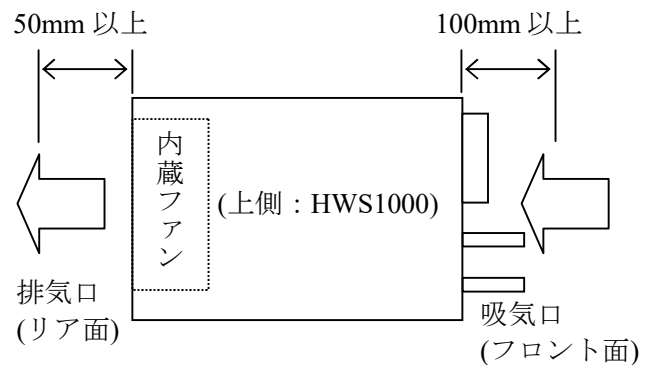 50mm 以上
100mm 以上
内蔵ファン
(上側：HWS1000)
排気口
(リア面)
吸気口
(フロント面)